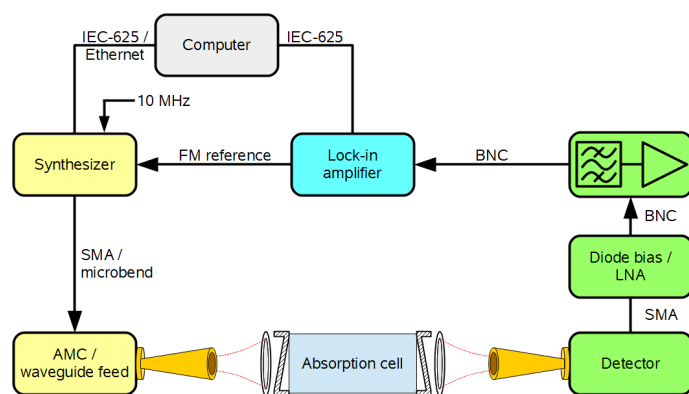 IEC-625 /
Ethernet
Computer
IEC-625
10 MHz
Synthesizer
FM reference
Lock-in
amplifier
BNC
BNC
SMA /
microbend
Diode bias /
LNA
SMA
AMC /
waveguide feed
Absorption cell
Detector